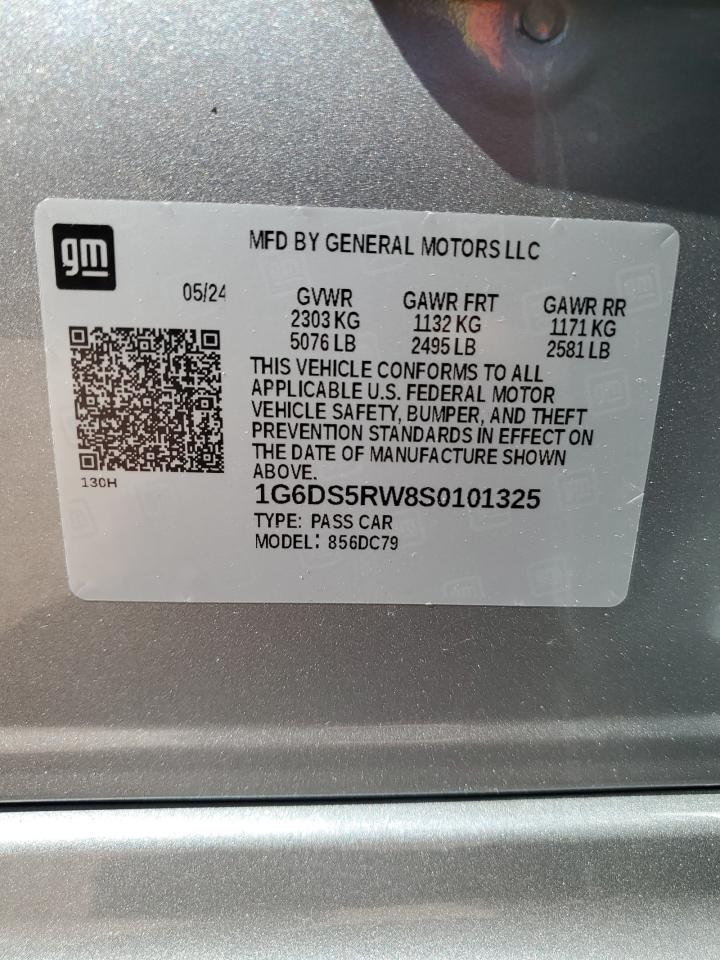 gm
MFD BY GENERAL MOTORS LLC
05/24
GVWR GAWR FRT GAWR RR
2303 KG 1132 KG 1171 KG
5076 LB 2495 LB 2581 LB
THIS VEHICLE CONFORMS TO ALL
APPLICABLE U.S. FEDERAL MOTOR
VEHICLE SAFETY, BUMPER, AND THEFT
PREVENTION STANDARDS IN EFFECT ON
THE DATE OF MANUFACTURE SHOWN
ABOVE.
130H
1G6DS5RW8S0101325
TYPE: PASS CAR
MODEL: 856DC79